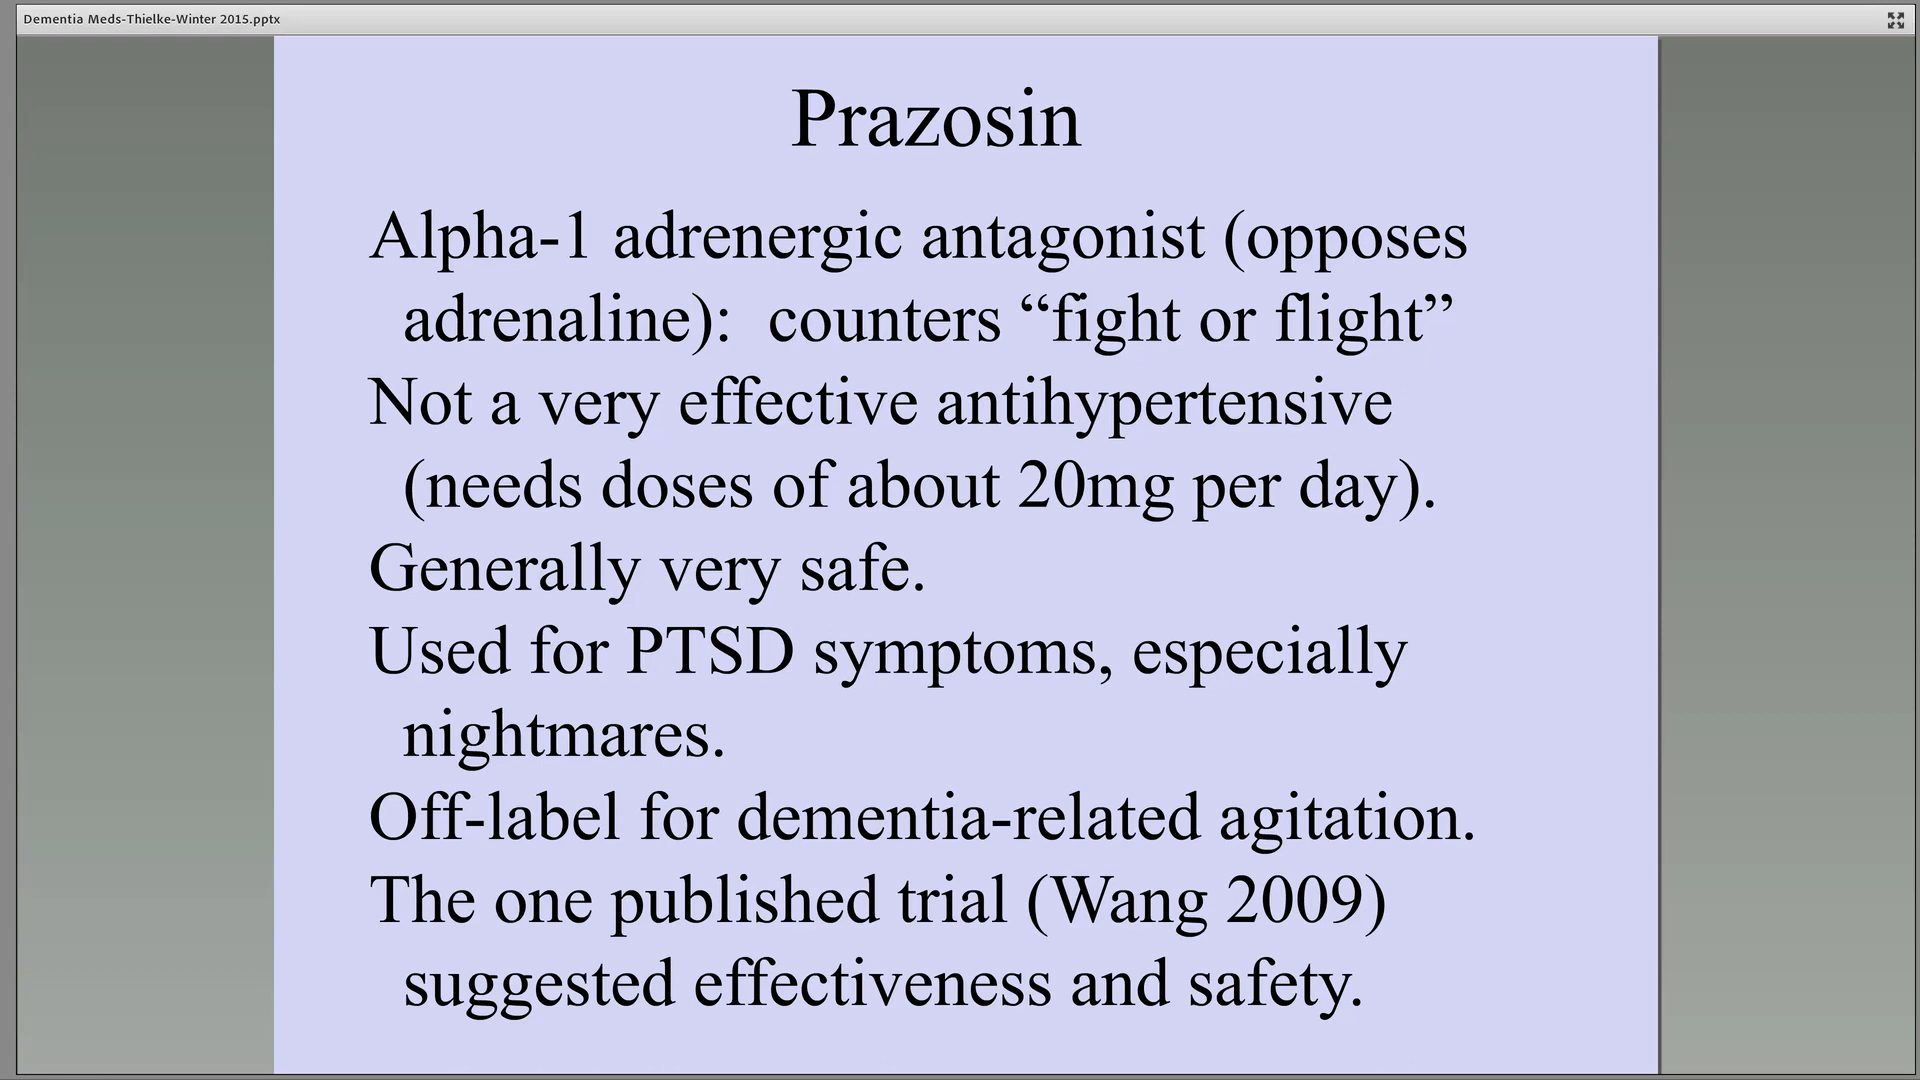 Dementia Meds-Thielke-Winter 2015.pptx
Prazosin
Alpha-1 adrenergic antagonist (opposes
adrenaline):  counters “fight or flight”
Not a very effective antihypertensive
(needs doses of about 20mg per day).
Generally very safe.
Used for PTSD symptoms, especially
nightmares.
Off-label for dementia-related agitation.
The one published trial (Wang 2009)
suggested effectiveness and safety.